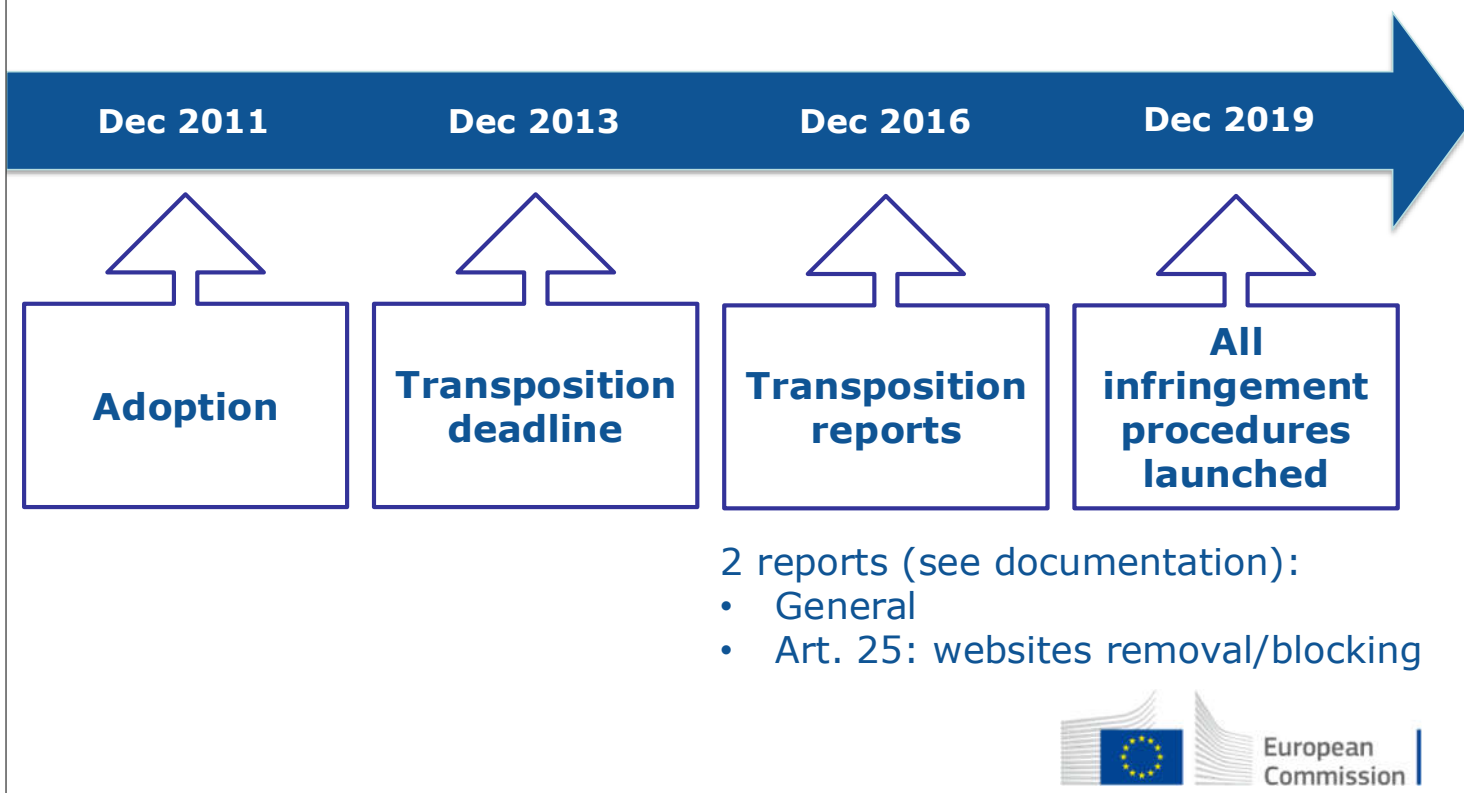 Dec 2011
Dec 2013
Dec 2016
Dec 2019
Adoption
Transposition
deadline
Transposition
reports
All
infringement
procedures
launched
2 reports (see documentation):
• General
• Art. 25: websites removal/blocking
European
Commission